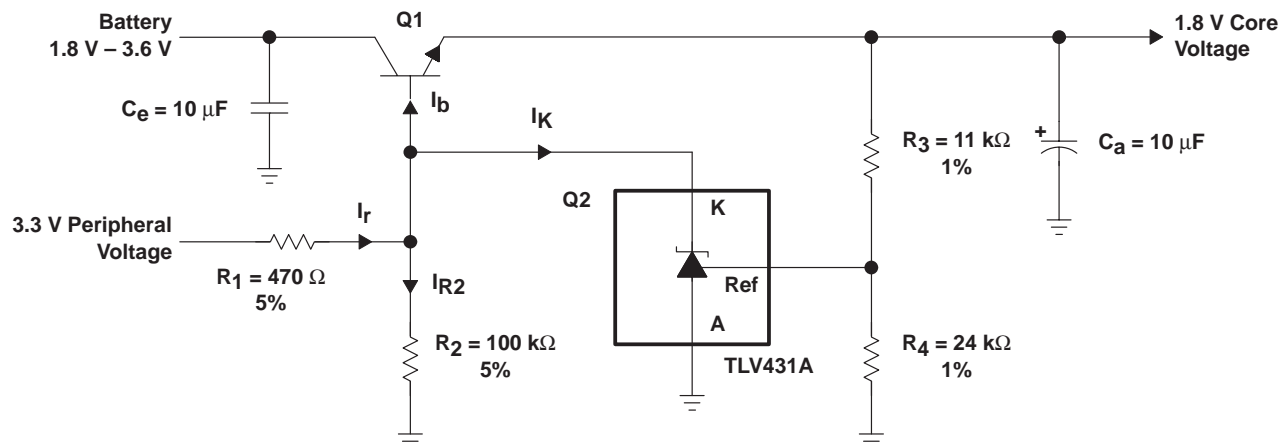 Battery
1.8 V – 3.6 V
Q1
1.8 V Core
Voltage
Ce = 10 μF
Ib
IK
R3 = 11 kΩ
1%
+
Ca = 10 μF
Q2
K
3.3 V Peripheral
Voltage
Ir
R1 = 470 Ω
5%
IR2
Ref
A
R2 = 100 kΩ
5%
TLV431A
R4 = 24 kΩ
1%